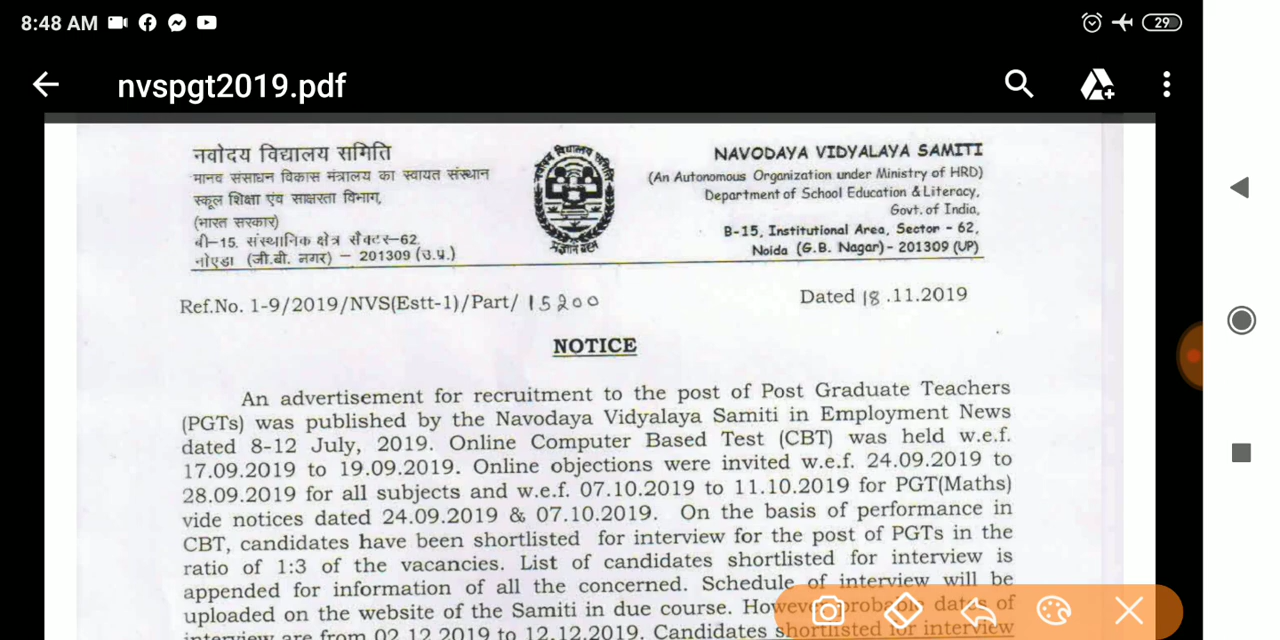 8:48 AM
29
nvspgt2019.pdf
नवोदय विद्यालय समिति
मानव संसाधन विकास मंत्रालय का स्वायत संस्थान
स्कूल शिक्षा एंव साक्षरता विभाग,
(भारत सरकार)
बी-15, संस्थानिक क्षेत्र सैक्टर-62,
नोएडा (जी.बी. नगर) - 201309 (उ.प्र.)
नवोदय विद्यालय समिति
प्रज्ञानं ब्रह्म
NAVODAYA VIDYALAYA SAMITI
(An Autonomous Organization under Ministry of HRD)
Department of School Education & Literacy,
Govt. of India,
B-15, Institutional Area, Sector - 62,
Noida (G.B. Nagar) - 201309 (UP)
Ref.No. 1-9/2019/NVS(Estt-1)/Part/ 15200
Dated 18.11.2019
NOTICE
An advertisement for recruitment to the post of Post Graduate Teachers
(PGTs) was published by the Navodaya Vidyalaya Samiti in Employment News
dated 8-12 July, 2019. Online Computer Based Test (CBT) was held w.e.f.
17.09.2019 to 19.09.2019. Online objections were invited w.e.f. 24.09.2019 to
28.09.2019 for all subjects and w.e.f. 07.10.2019 to 11.10.2019 for PGT(Maths)
vide notices dated 24.09.2019 & 07.10.2019. On the basis of performance in
CBT, candidates have been shortlisted for interview for the post of PGTs in the
ratio of 1:3 of the vacancies. List of candidates shortlisted for interview is
appended for information of all the concerned. Schedule of interview will be
uploaded on the website of the Samiti in due course. However probable dates of
interview are from 02.12.2019 to 12.12.2019. Candidates shortlisted for interview